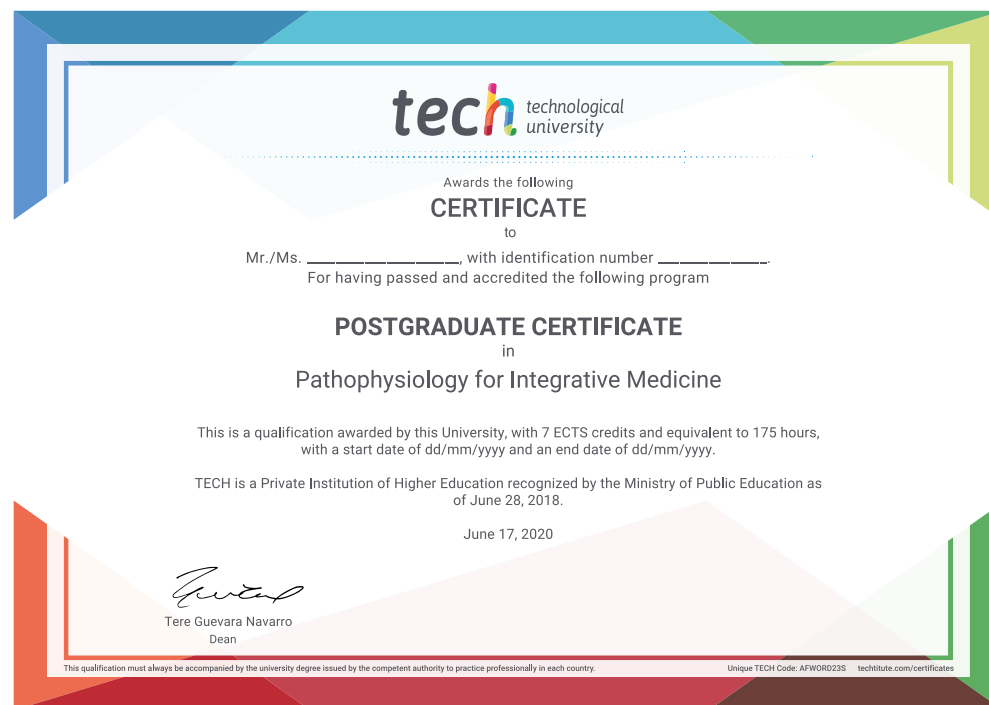 tech technological
university
Awards the following
CERTIFICATE
to
Mr./Ms. ____________________, with identification number ______________.
For having passed and accredited the following program
POSTGRADUATE CERTIFICATE
in
Pathophysiology for Integrative Medicine
This is a qualification awarded by this University, with 7 ECTS credits and equivalent to 175 hours,
with a start date of dd/mm/yyyy and an end date of dd/mm/yyyy.
TECH is a Private Institution of Higher Education recognized by the Ministry of Public Education as
of June 28, 2018.
June 17, 2020
Tere Guevara Navarro
Dean
This qualification must always be accompanied by the university degree issued by the competent authority to practice professionally in each country.
Unique TECH Code: AFWORD23S techtitute.com/certificates